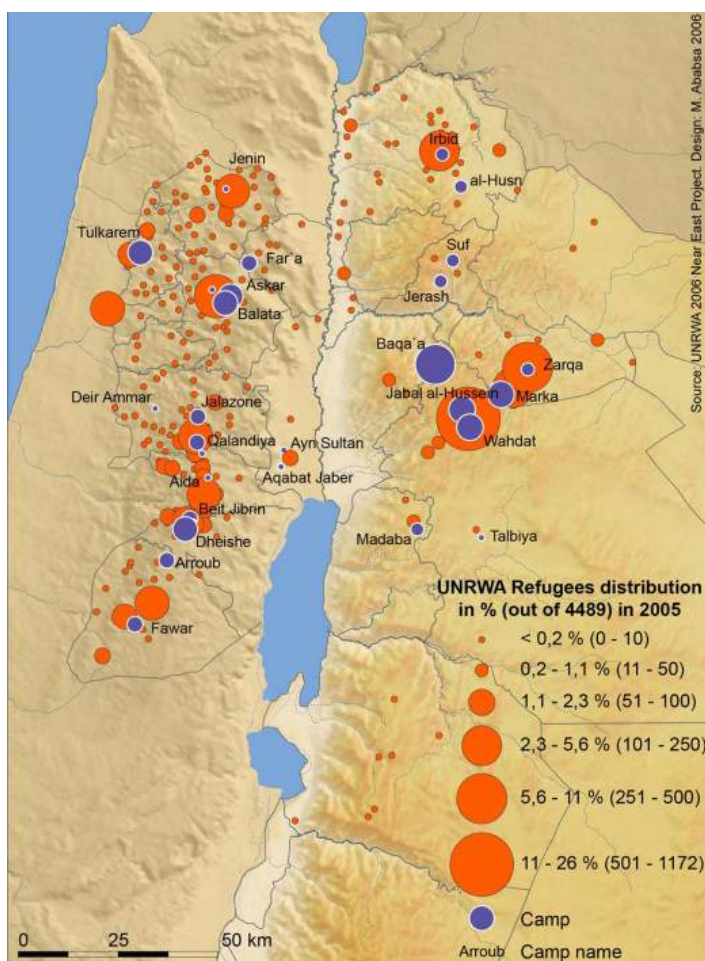 Source: UNRWA 2006 Near East Project. Design: M. Ababsa 2006
Irbid
Jenin
al-Husn
Tulkarem
Suf
Far`a
Askar
Jerash
Balata
Baqa`a
Zarqa
Deir Ammar
Jalazone
Jabal al-Hussein
Marka
Qalandiya
Wahdat
Ayn Sultan
Aida
Aqabat Jaber
Beit Jibrin
Dheishe
Madaba
Talbiya
Arroub
Fawar
UNRWA Refugees distribution
in % (out of 4489) in 2005
< 0,2 % (0 - 10)
0,2 - 1,1 % (11 - 50)
1,1 - 2,3 % (51 - 100)
2,3 - 5,6 % (101 - 250)
5,6 - 11 % (251 - 500)
11 - 26 % (501 - 1172)
Camp
Arroub Camp name
0 25 50 km